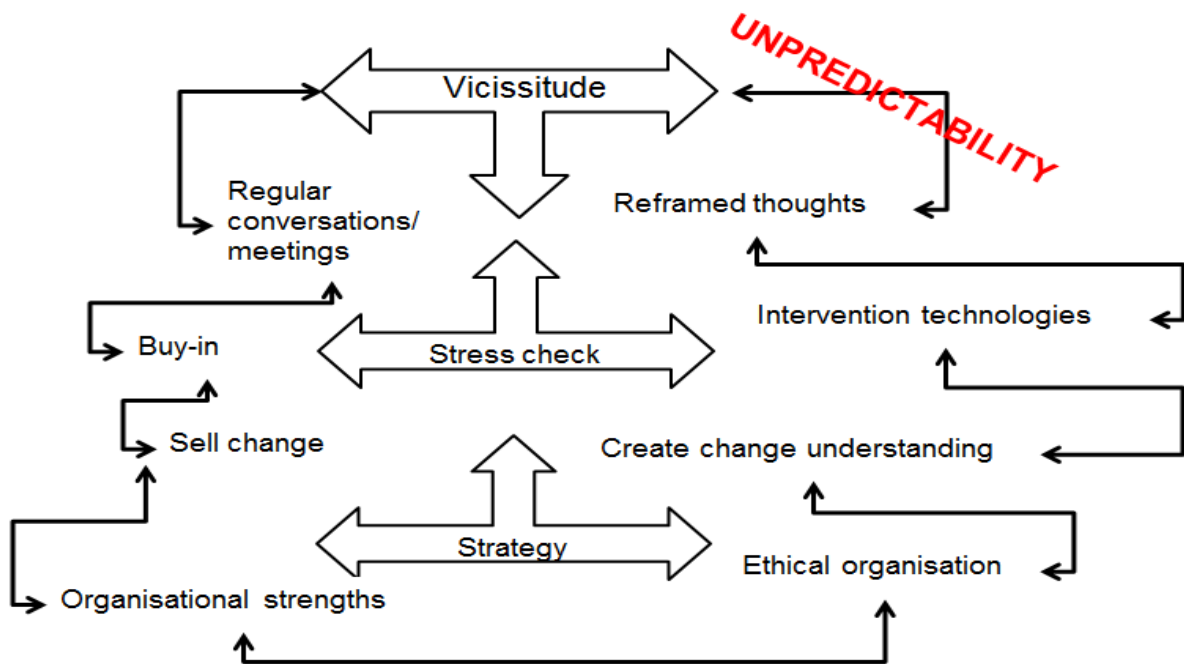 UNPREDICTABILITY
Vicissitude
Regular
conversations/
meetings
Reframed thoughts
Intervention technologies
Buy-in
Stress check
Sell change
Create change understanding
Strategy
Ethical organisation
Organisational strengths